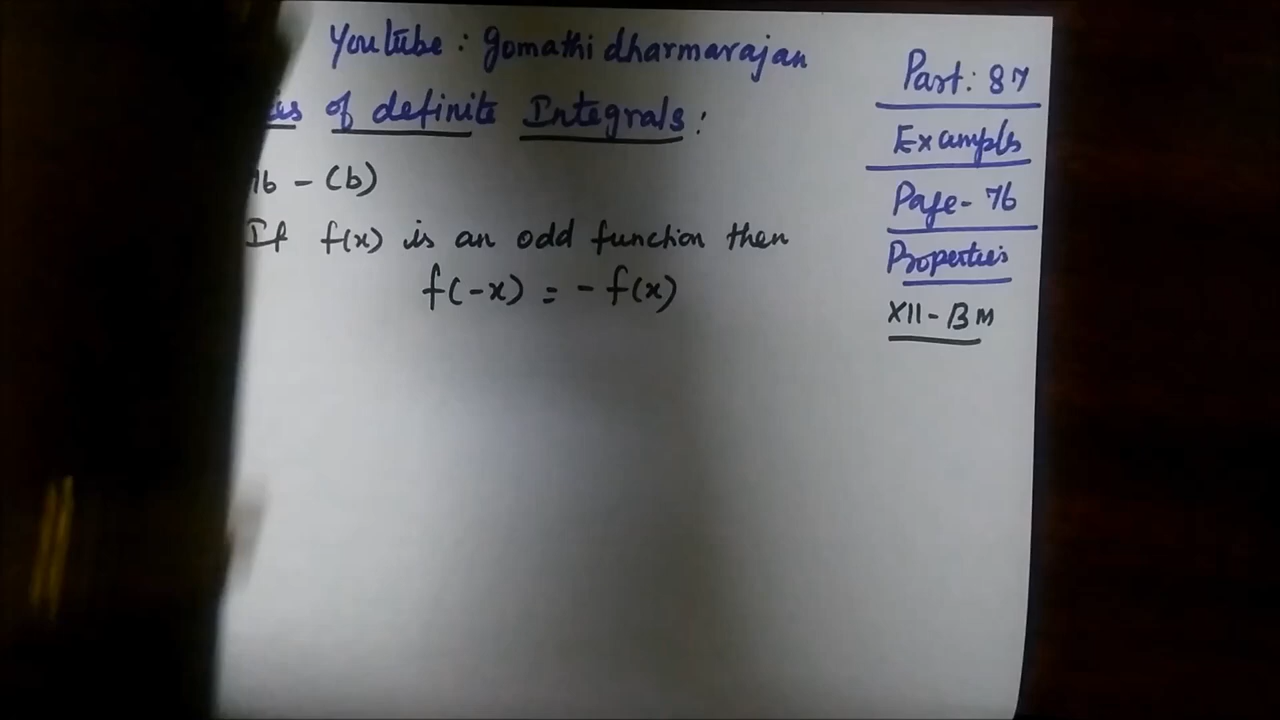 YouTube: gomathi dharmarajan
of definite Integrals:
76 - (b)
If f(x) is an odd function then
f(-x) = -f(x)
Part: 87
Examples
Page- 76
Properties
XII - BM